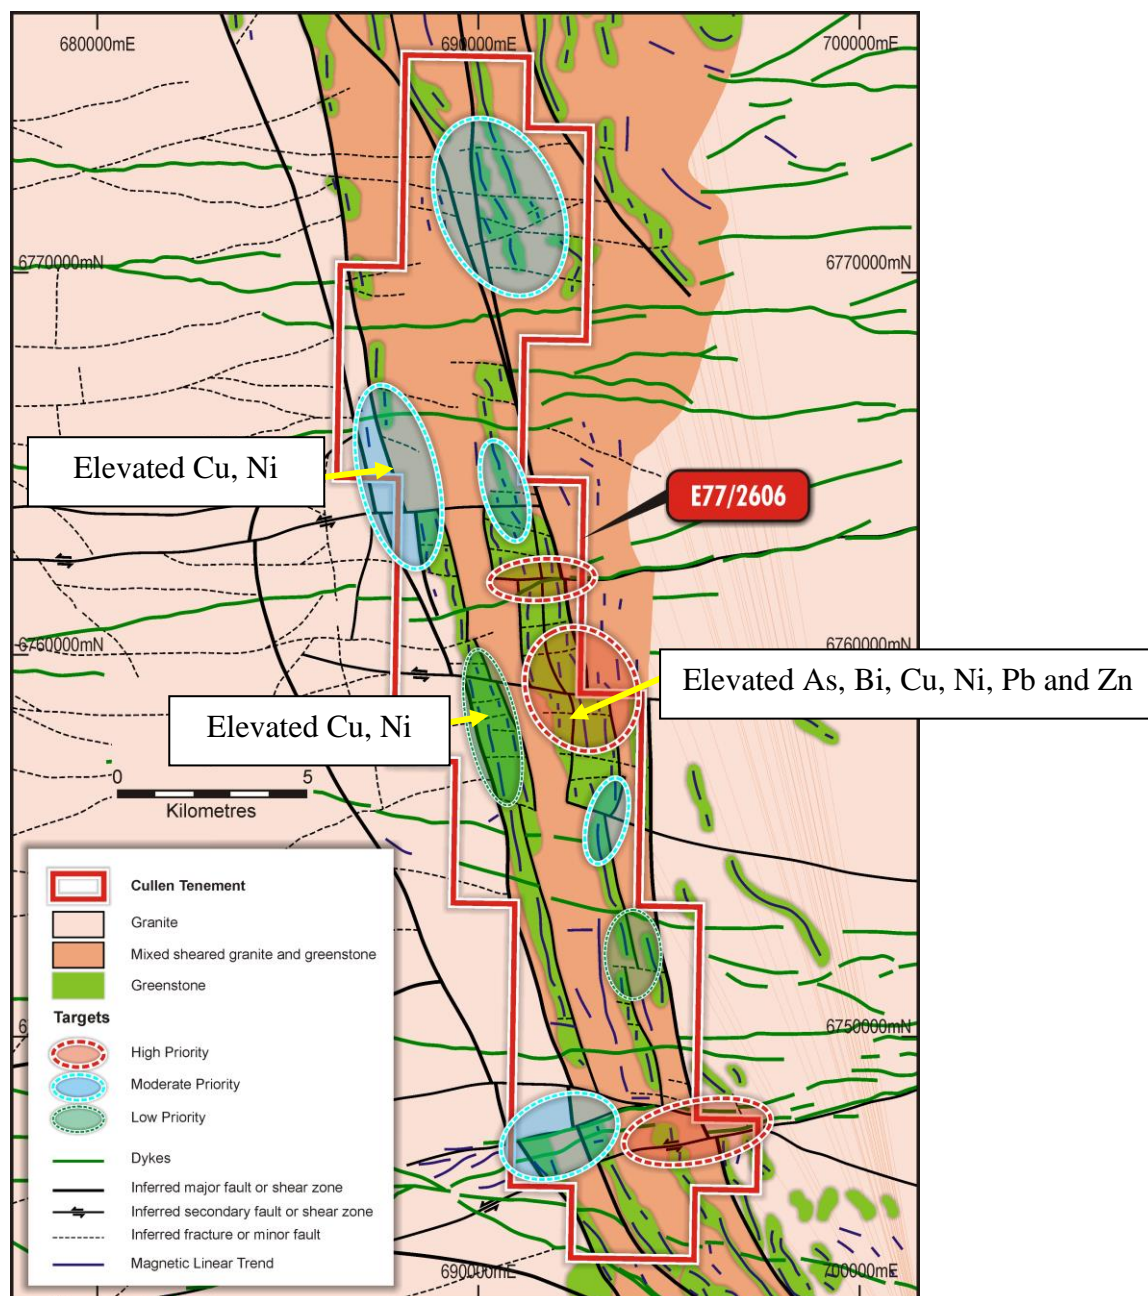 680000mE
690000mE
700000mE
6770000mN
6770000mN
Elevated Cu, Ni
E77/2606
6760000mN
6760000mN
Elevated As, Bi, Cu, Ni, Pb and Zn
Elevated Cu, Ni
0
5
Kilometres
Cullen Tenement
Granite
Mixed sheared granite and greenstone
Greenstone
Targets
High Priority
Moderate Priority
Low Priority
Dykes
Inferred major fault or shear zone
Inferred secondary fault or shear zone
Inferred fracture or minor fault
Magnetic Linear Trend
6750000mN
690000mE
700000mE